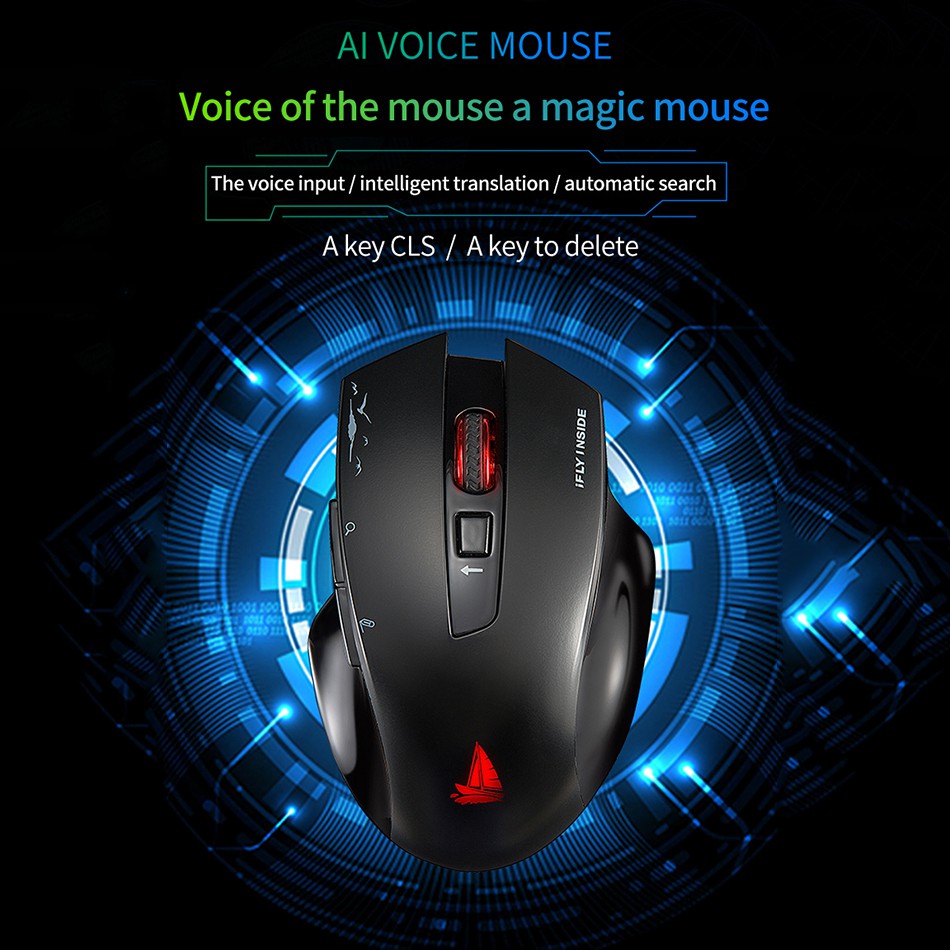 AI VOICE MOUSE
Voice of the mouse a magic mouse
The voice input / intelligent translation / automatic search
A key CLS / A key to delete
iFLY INSIDE